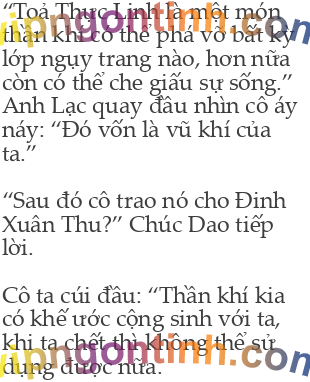 “Toả Thực Linh là một món
thần khí có thể phá vỡ bất kỳ
lớp ngụy trang nào, hơn nữa
còn có thể che giấu sự sống.”
Anh Lạc quay đầu nhìn cô áy
náy: “Đó vốn là vũ khí của
ta.”
“Sau đó cô trao nó cho Đinh
Xuân Thu?” Chúc Dao tiếp
lời.
Cô ta cúi đầu: “Thần khí kia
có khế ước cộng sinh với ta,
khi ta chết thì không thể sử
dụng được nữa.
vipngontinh.com
vipngontinh.com